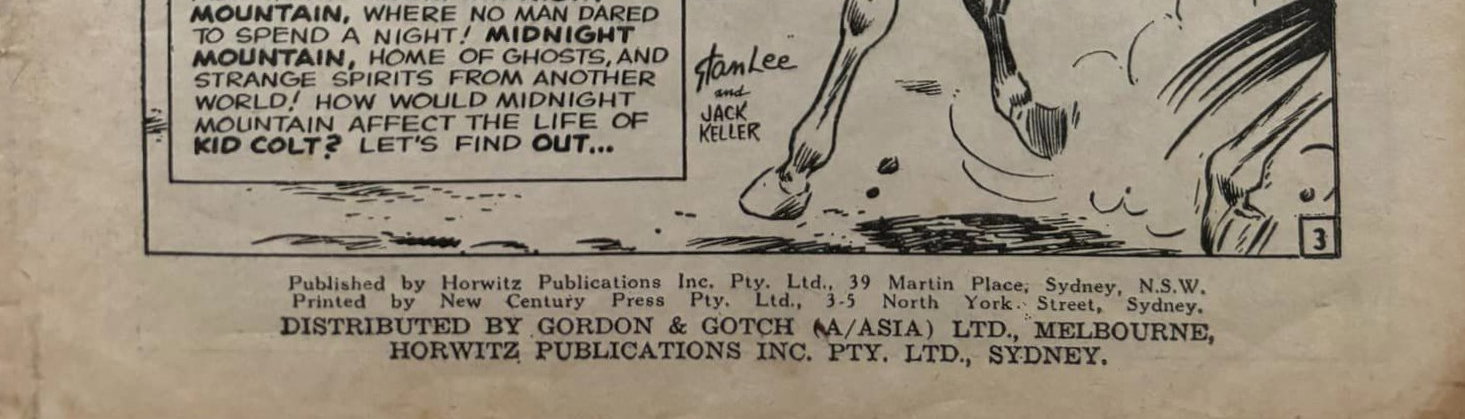 MOUNTAIN, WHERE NO MAN DARED
TO SPEND A NIGHT! MIDNIGHT
MOUNTAIN, HOME OF GHOSTS, AND
STRANGE SPIRITS FROM ANOTHER
WORLD! HOW WOULD MIDNIGHT
MOUNTAIN AFFECT THE LIFE OF
KID COLT? LET'S FIND OUT...
Stan Lee
and
JACK
KELLER
3
Published by Horwitz Publications Inc. Pty. Ltd., 39 Martin Place, Sydney, N.S.W.
Printed by New Century Press Pty. Ltd., 3-5 North York Street, Sydney.
DISTRIBUTED BY GORDON & GOTCH (A/ASIA) LTD., MELBOURNE,
HORWITZ PUBLICATIONS INC. PTY. LTD., SYDNEY.